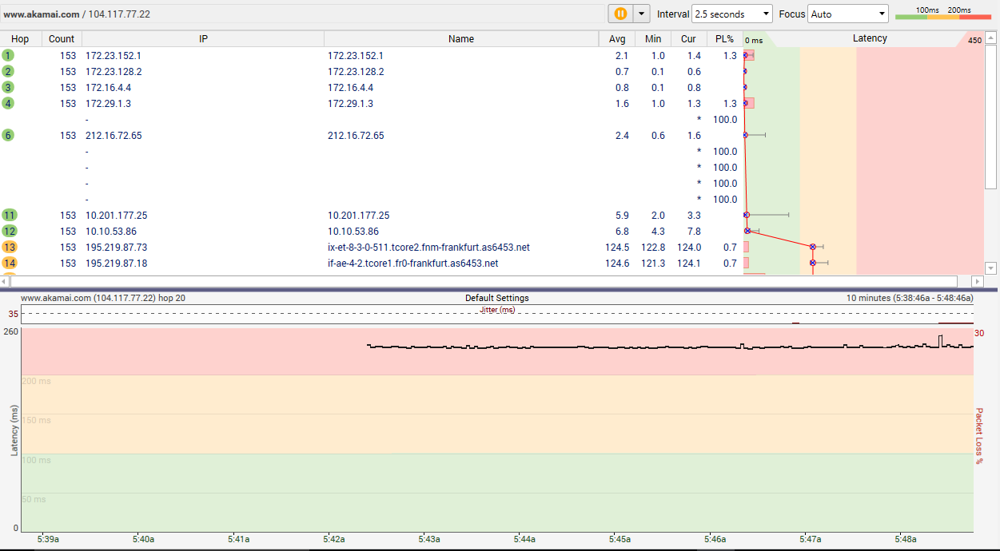 www.akamai.com / 104.117.77.22 Interval 2.5 seconds Focus Auto 100ms 200ms
Hop Count IP Name Avg Min Cur PL% 0 ms Latency 450
1 153 172.23.152.1 172.23.152.1 2.1 1.0 1.4 1.3
2 153 172.23.128.2 172.23.128.2 0.7 0.1 0.6
3 153 172.16.4.4 172.16.4.4 0.8 0.1 0.8
4 153 172.29.1.3 172.29.1.3 1.6 1.0 1.3 1.3
- * 100.0
6 153 212.16.72.65 212.16.72.65 2.4 0.6 1.6
- * 100.0
- * 100.0
- * 100.0
- * 100.0
11 153 10.201.177.25 10.201.177.25 5.9 2.0 3.3
12 153 10.10.53.86 10.10.53.86 6.8 4.3 7.8
13 153 195.219.87.73 ix-et-8-3-0-511.tcore2.fnm-frankfurt.as6453.net 124.5 122.8 124.0 0.7
14 153 195.219.87.18 if-ae-4-2.tcore1.fr0-frankfurt.as6453.net 124.6 121.3 124.1 0.7
www.akamai.com (104.117.77.22) hop 20 Default Settings 10 minutes (5:38:46a - 5:48:46a)
Jitter (ms)
35
260 30
200 ms
150 ms
100 ms
50 ms
0
Latency (ms)
Packet Loss %
5:39a 5:40a 5:41a 5:42a 5:43a 5:44a 5:45a 5:46a 5:47a 5:48a